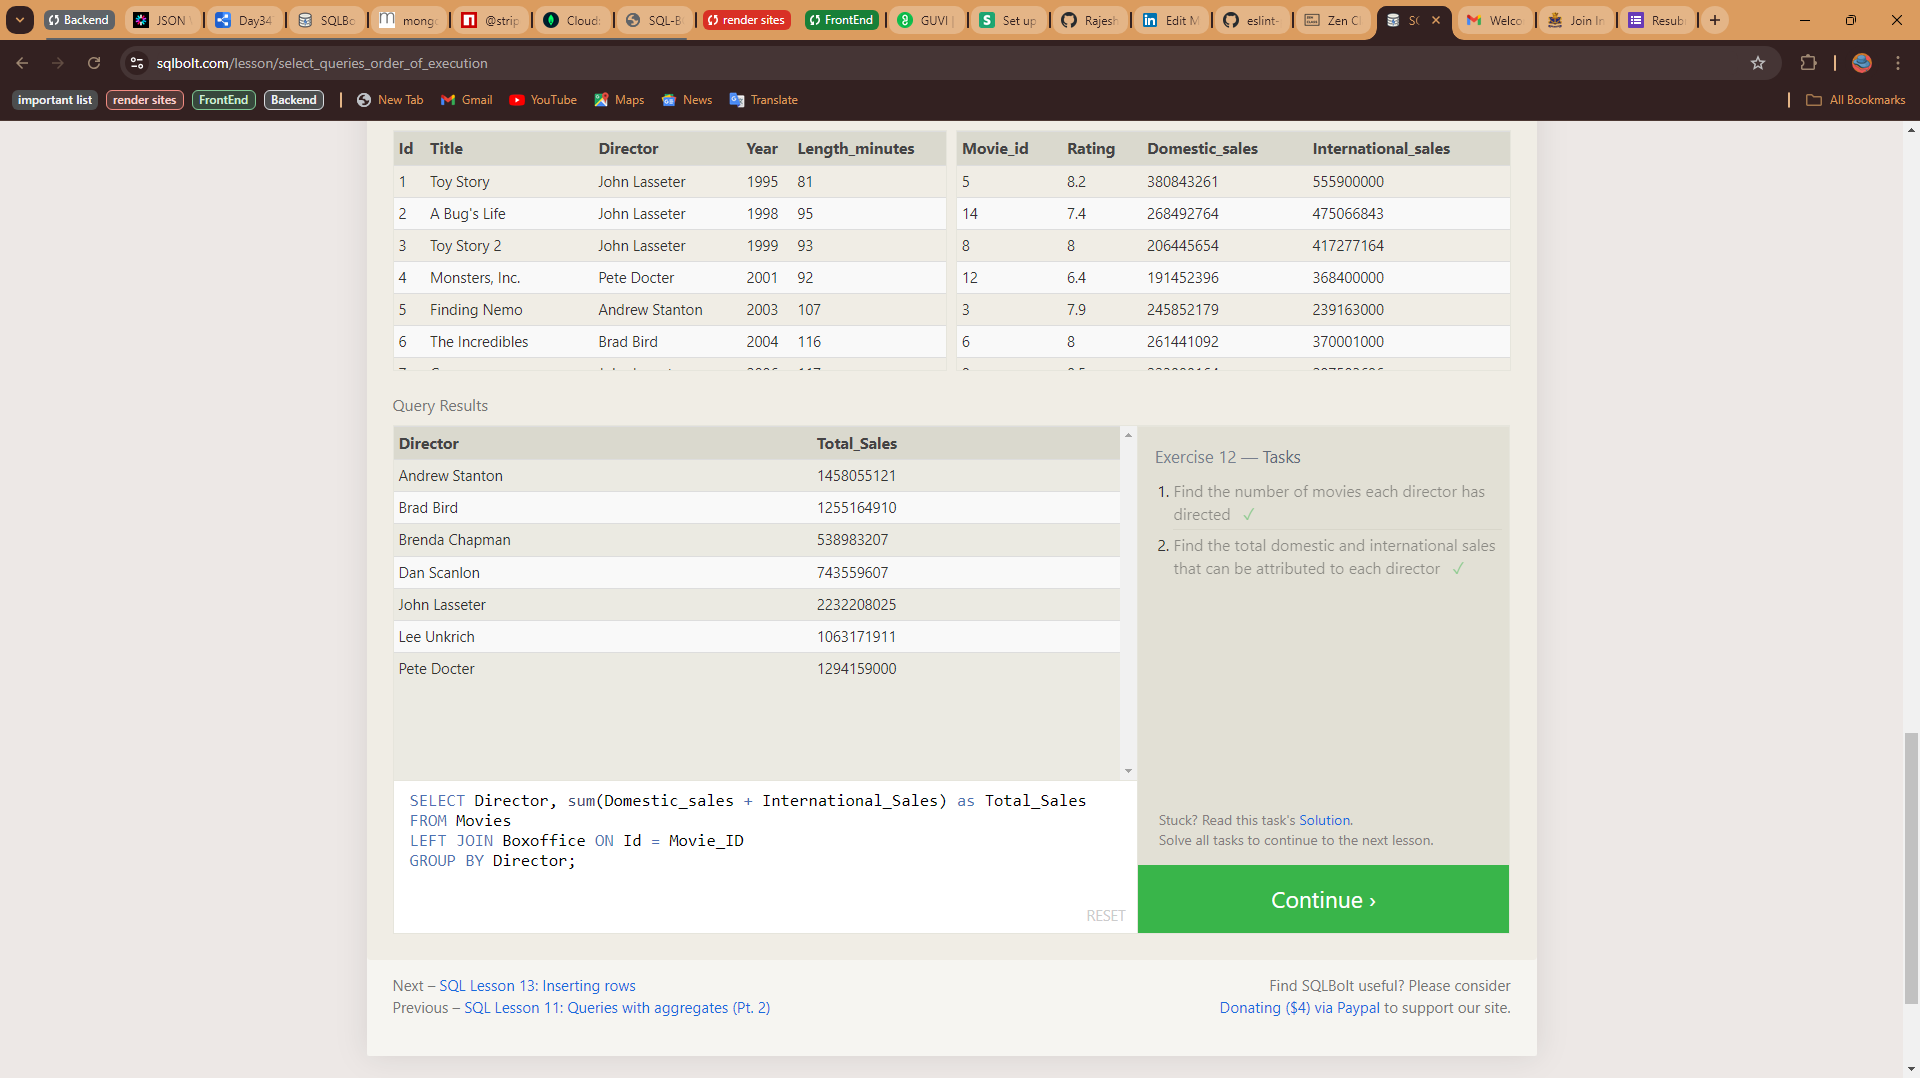 Backend
JSON
Day34
SQLBo
mong
@strip
Cloud
SQL-B
render sites
FrontEnd
GUVI |
Set up
Rajesh
Edit M
eslint-
Zen Cl
Welco
Join In
Resub
sqlbolt.com/lesson/select_queries_order_of_execution
important list
render sites
FrontEnd
Backend
New Tab
Gmail
YouTube
Maps
News
Translate
All Bookmarks
Id Title Director Year Length_minutes
1 Toy Story John Lasseter 1995 81
2 A Bug's Life John Lasseter 1998 95
3 Toy Story 2 John Lasseter 1999 93
4 Monsters, Inc. Pete Docter 2001 92
5 Finding Nemo Andrew Stanton 2003 107
6 The Incredibles Brad Bird 2004 116
Movie_id Rating Domestic_sales International_sales
5 8.2 380843261 555900000
14 7.4 268492764 475066843
8 8 206445654 417277164
12 6.4 191452396 368400000
3 7.9 245852179 239163000
6 8 261441092 370001000
Query Results
Director Total_Sales
Andrew Stanton 1458055121
Brad Bird 1255164910
Brenda Chapman 538983207
Dan Scanlon 743559607
John Lasseter 2232208025
Lee Unkrich 1063171911
Pete Docter 1294159000
SELECT Director, sum(Domestic_sales + International_Sales) as Total_Sales
FROM Movies
LEFT JOIN Boxoffice ON Id = Movie_ID
GROUP BY Director;
RESET
Exercise 12 — Tasks
1. Find the number of movies each director has
directed ✓
2. Find the total domestic and international sales
that can be attributed to each director ✓
Stuck? Read this task's Solution.
Solve all tasks to continue to the next lesson.
Continue ›
Next – SQL Lesson 13: Inserting rows
Previous – SQL Lesson 11: Queries with aggregates (Pt. 2)
Find SQLBolt useful? Please consider
Donating ($4) via Paypal to support our site.